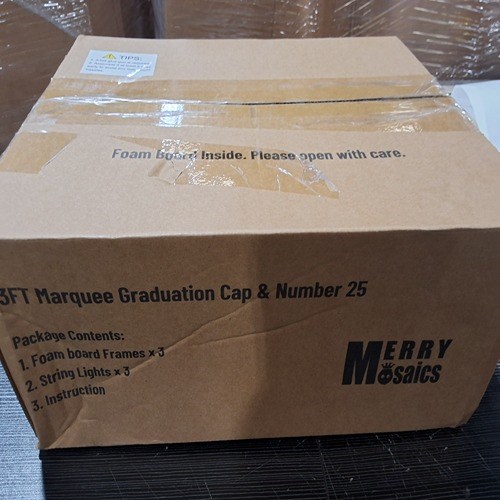 TIPS:
Foam Board Inside. Please open with care.
3FT Marquee Graduation Cap & Number 25
Package Contents:
1. Foam board Frames x 3
2. String Lights x 3
3. Instruction
MERRY
Mosaics